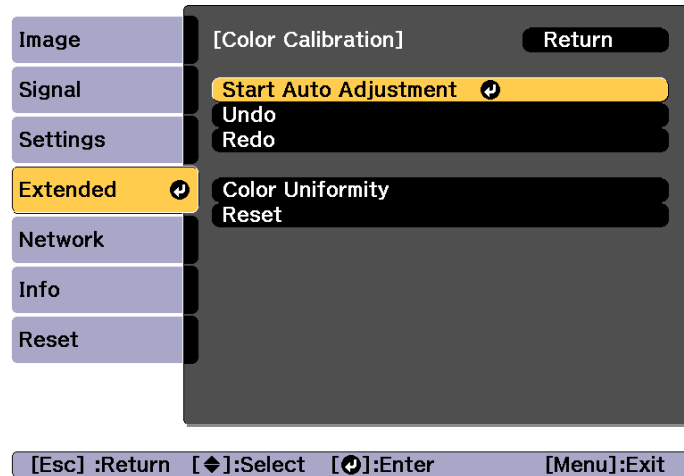 Image
Signal
Settings
Extended
Network
Info
Reset
[Color Calibration] Return
Start Auto Adjustment
Undo
Redo
Color Uniformity
Reset
[Esc] :Return [◆]:Select [↵]:Enter [Menu]:Exit